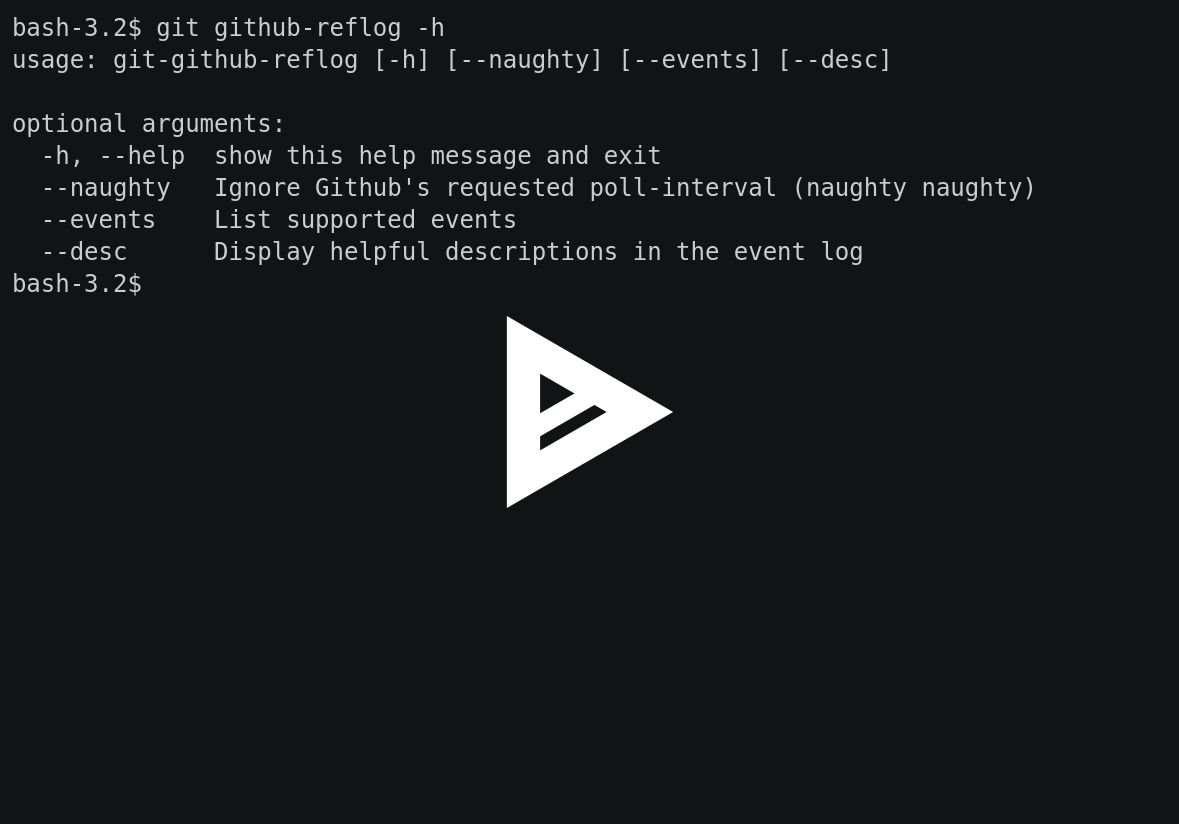 bash-3.2$ git github-reflog -h
usage: git-github-reflog [-h] [--naughty] [--events] [--desc]
optional arguments:
  -h, --help  show this help message and exit
  --naughty   Ignore Github's requested poll-interval (naughty naughty)
  --events    List supported events
  --desc      Display helpful descriptions in the event log
bash-3.2$